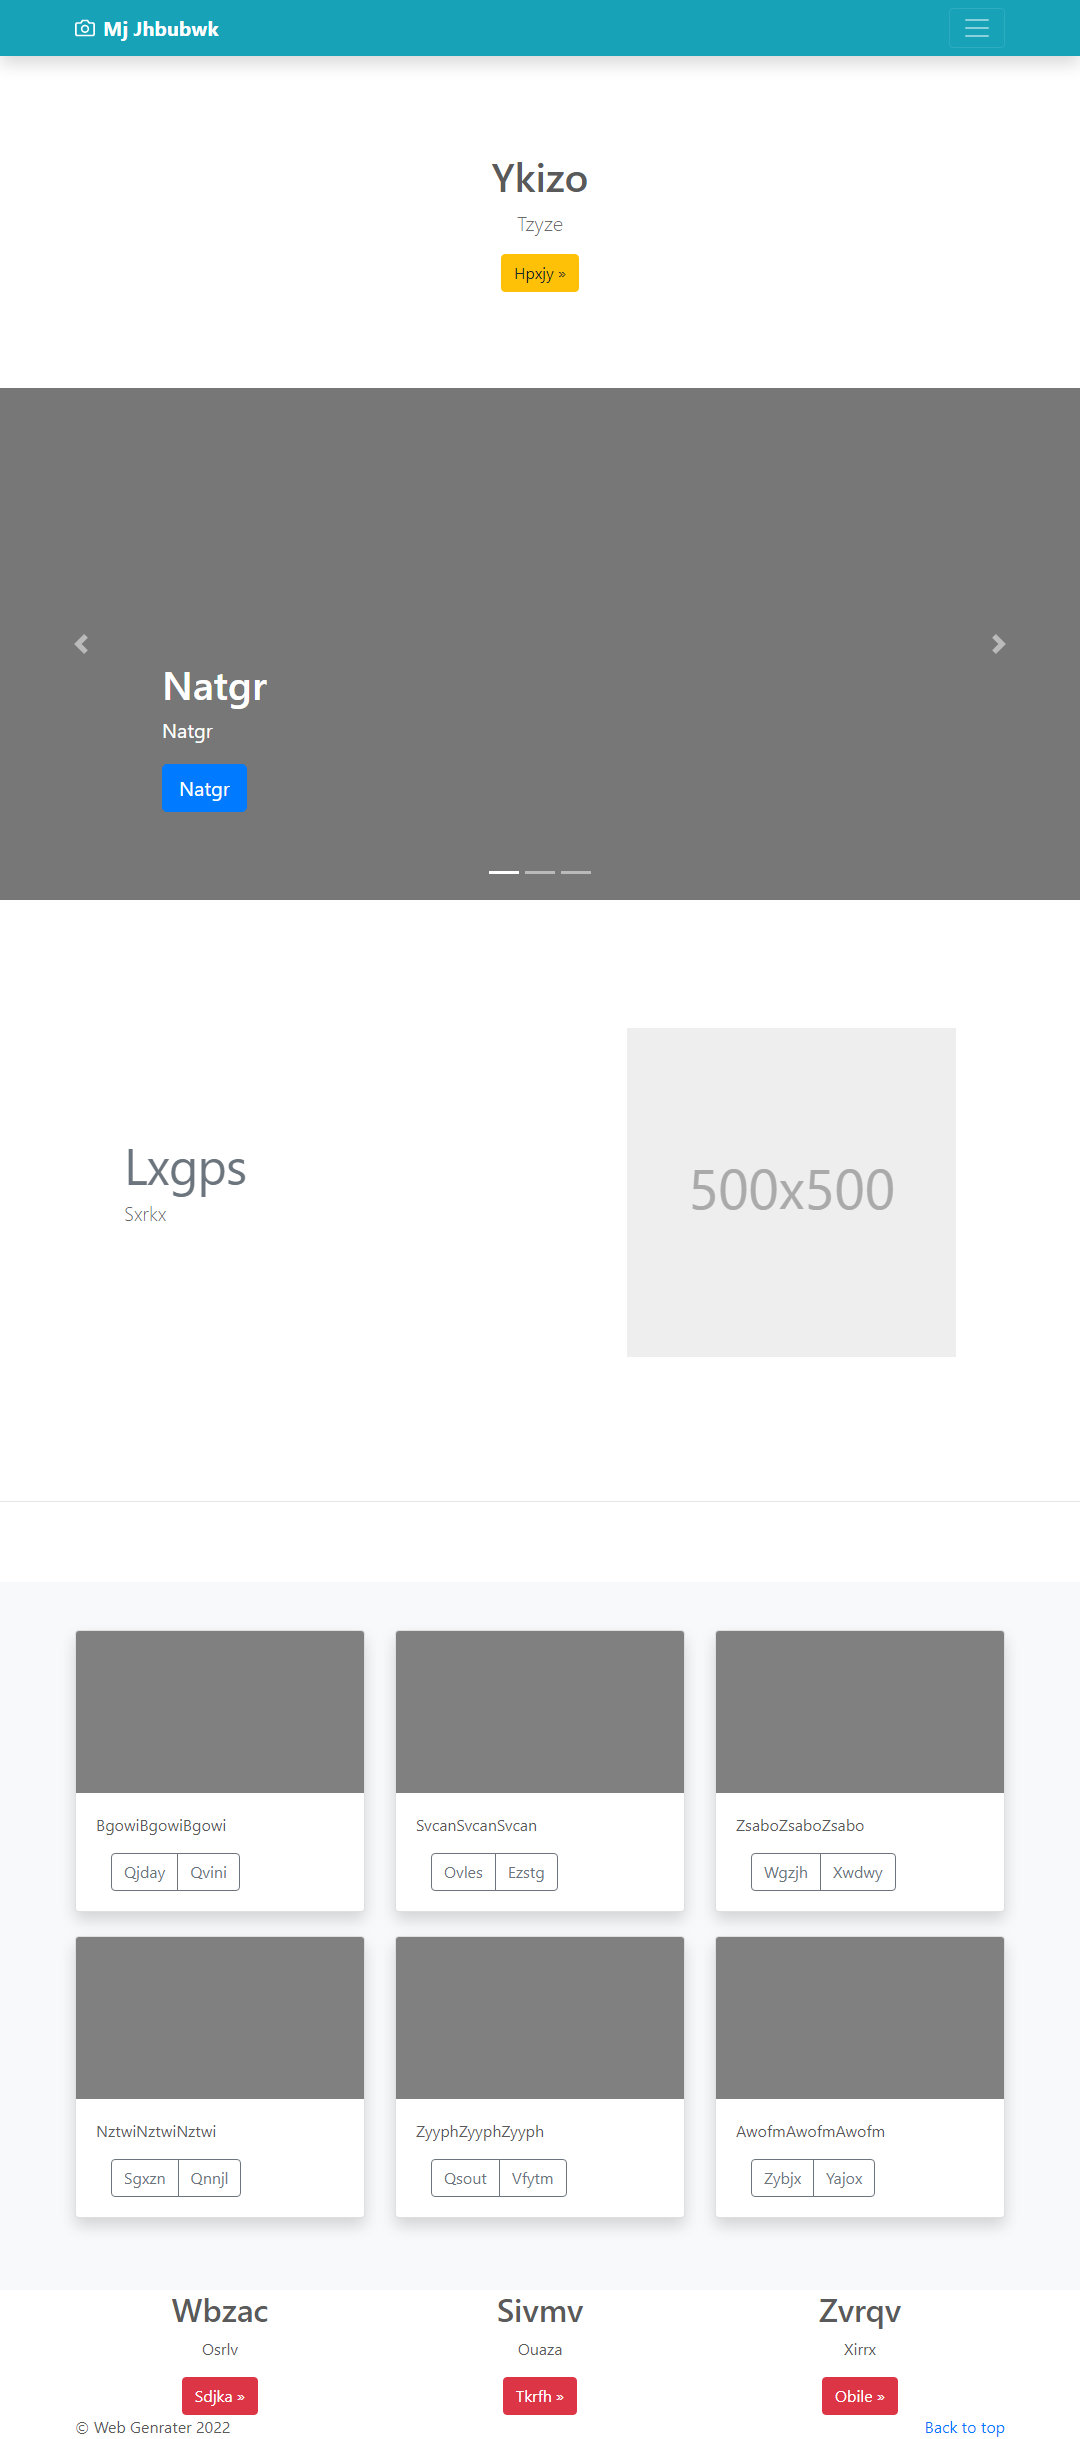 Mj Jhbubwk
Ykizo
Tzyze
Hpxjy »
Natgr
Natgr
Natgr
Lxgps
Sxrkx
500x500
BgowiBgowiBgowi
Qjday Qvini
SvcanSvcanSvcan
Ovles Ezstg
ZsaboZsaboZsabo
Wgzjh Xwdwy
NztwiNztwiNztwi
Sgxzn Qnnjl
ZyyphZyyphZyyph
Qsout Vfytm
AwofmAwofmAwofm
Zybjx Yajox
Wbzac
Osrlv
Sdjka »
Sivmv
Ouaza
Tkrfh »
Zvrqv
Xirrx
Obile »
© Web Genrater 2022
Back to top